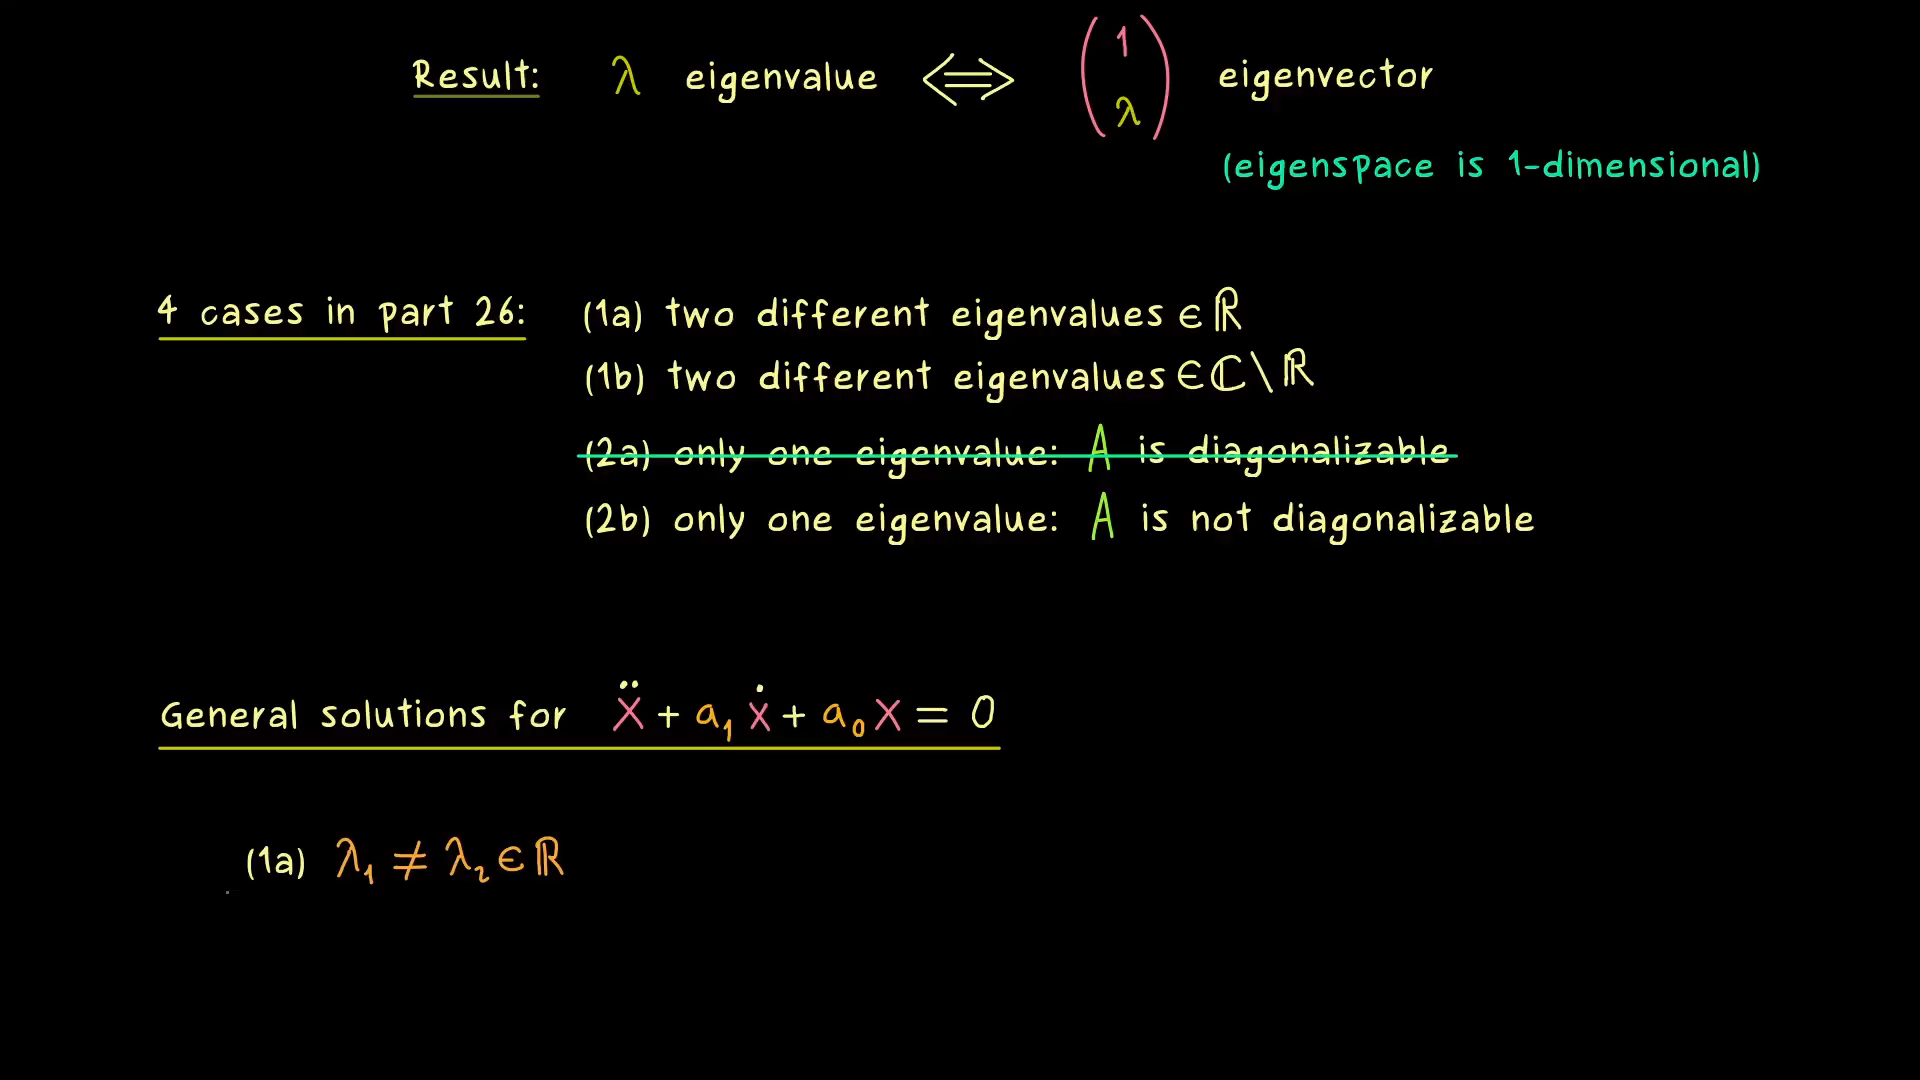 Result: λ eigenvalue ⟺ (1 λ) eigenvector
(eigenspace is 1-dimensional)
4 cases in part 26: (1a) two different eigenvalues ∈ ℝ
(1b) two different eigenvalues ∈ ℂ \ ℝ
(2a) only one eigenvalue: A is diagonalizable
(2b) only one eigenvalue: A is not diagonalizable
General solutions for ẍ + a₁ ẋ + a₀ x = 0
(1a) λ₁ ≠ λ₂ ∈ ℝ